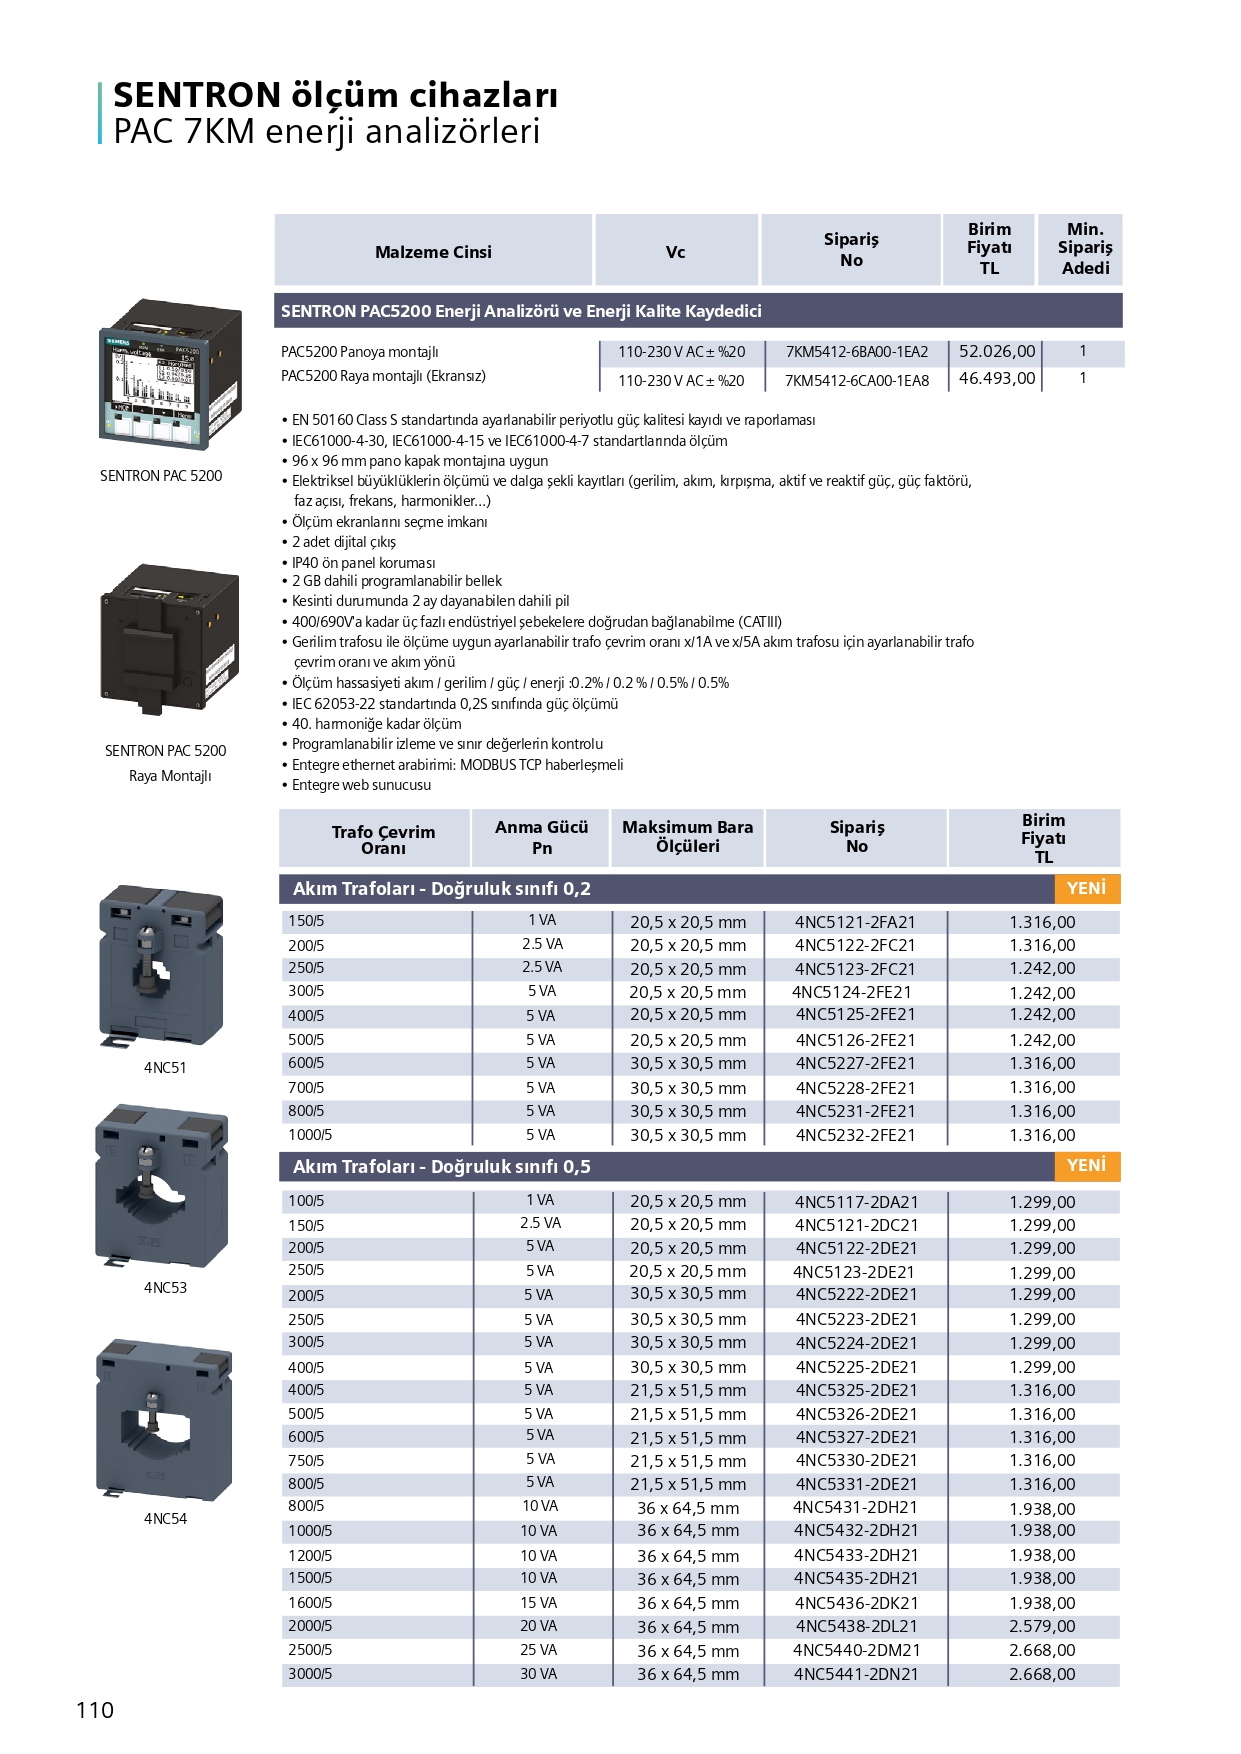 SENTRON ölçüm cihazları
PAC 7KM enerji analizörleri
Malzeme Cinsi Vc Sipariş No Birim Fiyatı TL Min. Sipariş Adedi
SENTRON PAC5200 Enerji Analizörü ve Enerji Kalite Kaydedici
PAC5200 Panoya montajlı 110-230 V AC ± %20 7KM5412-6BA00-1EA2 52.026,00 1
PAC5200 Raya montajlı (Ekransız) 110-230 V AC ± %20 7KM5412-6CA00-1EA8 46.493,00 1
SENTRON PAC 5200
• EN 50160 Class S standartında ayarlanabilir periyotlu güç kalitesi kayıdı ve raporlaması
• IEC61000-4-30, IEC61000-4-15 ve IEC61000-4-7 standartlarında ölçüm
• 96 x 96 mm pano kapak montajına uygun
• Elektriksel büyüklüklerin ölçümü ve dalga şekli kayıtları (gerilim, akım, kırpışma, aktif ve reaktif güç, güç faktörü,
faz açısı, frekans, harmonikler...)
• Ölçüm ekranlarını seçme imkanı
• 2 adet dijital çıkış
• IP40 ön panel koruması
• 2 GB dahili programlanabilir bellek
• Kesinti durumunda 2 ay dayanabilen dahili pil
• 400/690V'a kadar üç fazlı endüstriyel şebekelere doğrudan bağlanabilme (CATIII)
• Gerilim trafosu ile ölçüme uygun ayarlanabilir trafo çevrim oranı x/1A ve x/5A akım trafosu için ayarlanabilir trafo
çevrim oranı ve akım yönü
• Ölçüm hassasiyeti akım / gerilim / güç / enerji :0.2% / 0.2 % / 0.5% / 0.5%
• IEC 62053-22 standartında 0,2S sınıfında güç ölçümü
• 40. harmoniğe kadar ölçüm
• Programlanabilir izleme ve sınır değerlerin kontrolu
• Entegre ethernet arabirimi: MODBUS TCP haberleşmeli
• Entegre web sunucusu
SENTRON PAC 5200
Raya Montajlı
Trafo Çevrim Oranı Anma Gücü Pn Maksimum Bara Ölçüleri Sipariş No Birim Fiyatı TL
Akım Trafoları - Doğruluk sınıfı 0,2 YENİ
150/5 1 VA 20,5 x 20,5 mm 4NC5121-2FA21 1.316,00
200/5 2.5 VA 20,5 x 20,5 mm 4NC5122-2FC21 1.316,00
250/5 2.5 VA 20,5 x 20,5 mm 4NC5123-2FC21 1.242,00
300/5 5 VA 20,5 x 20,5 mm 4NC5124-2FE21 1.242,00
400/5 5 VA 20,5 x 20,5 mm 4NC5125-2FE21 1.242,00
500/5 5 VA 20,5 x 20,5 mm 4NC5126-2FE21 1.242,00
600/5 5 VA 30,5 x 30,5 mm 4NC5227-2FE21 1.316,00
700/5 5 VA 30,5 x 30,5 mm 4NC5228-2FE21 1.316,00
800/5 5 VA 30,5 x 30,5 mm 4NC5231-2FE21 1.316,00
1000/5 5 VA 30,5 x 30,5 mm 4NC5232-2FE21 1.316,00
4NC51
Akım Trafoları - Doğruluk sınıfı 0,5 YENİ
100/5 1 VA 20,5 x 20,5 mm 4NC5117-2DA21 1.299,00
150/5 2.5 VA 20,5 x 20,5 mm 4NC5121-2DC21 1.299,00
200/5 5 VA 20,5 x 20,5 mm 4NC5122-2DE21 1.299,00
250/5 5 VA 20,5 x 20,5 mm 4NC5123-2DE21 1.299,00
200/5 5 VA 30,5 x 30,5 mm 4NC5222-2DE21 1.299,00
250/5 5 VA 30,5 x 30,5 mm 4NC5223-2DE21 1.299,00
300/5 5 VA 30,5 x 30,5 mm 4NC5224-2DE21 1.299,00
400/5 5 VA 30,5 x 30,5 mm 4NC5225-2DE21 1.299,00
400/5 5 VA 21,5 x 51,5 mm 4NC5325-2DE21 1.316,00
500/5 5 VA 21,5 x 51,5 mm 4NC5326-2DE21 1.316,00
600/5 5 VA 21,5 x 51,5 mm 4NC5327-2DE21 1.316,00
750/5 5 VA 21,5 x 51,5 mm 4NC5330-2DE21 1.316,00
800/5 5 VA 21,5 x 51,5 mm 4NC5331-2DE21 1.316,00
800/5 10 VA 36 x 64,5 mm 4NC5431-2DH21 1.938,00
1000/5 10 VA 36 x 64,5 mm 4NC5432-2DH21 1.938,00
1200/5 10 VA 36 x 64,5 mm 4NC5433-2DH21 1.938,00
1500/5 10 VA 36 x 64,5 mm 4NC5435-2DH21 1.938,00
1600/5 15 VA 36 x 64,5 mm 4NC5436-2DK21 1.938,00
2000/5 20 VA 36 x 64,5 mm 4NC5438-2DL21 2.579,00
2500/5 25 VA 36 x 64,5 mm 4NC5440-2DM21 2.668,00
3000/5 30 VA 36 x 64,5 mm 4NC5441-2DN21 2.668,00
4NC53
4NC54
110